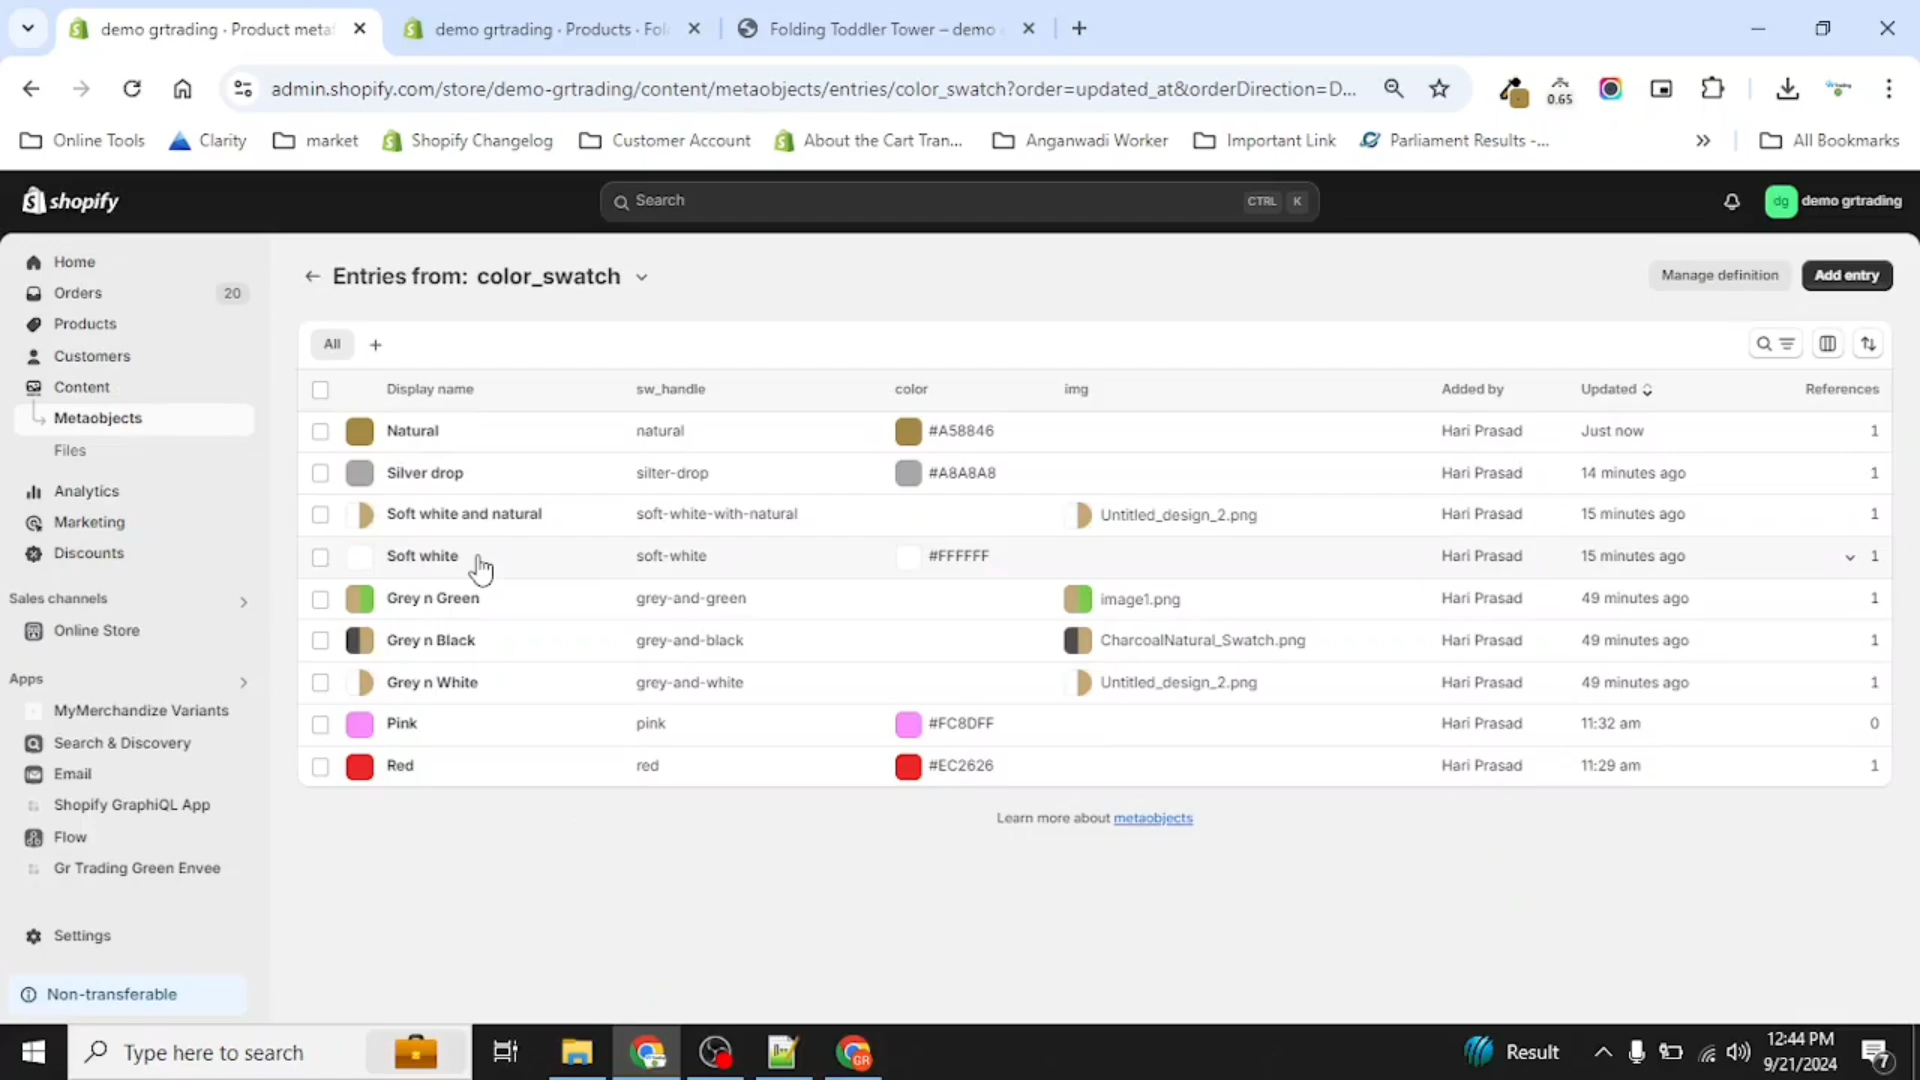 demo grtrading · Product meta
demo grtrading · Products · Fol
Folding Toddler Tower – demo
admin.shopify.com/store/demo-grtrading/content/metaobjects/entries/color_swatch?order=updated_at&orderDirection=D...
0.65
Online Tools
Clarity
market
Shopify Changelog
Customer Account
About the Cart Tran...
Anganwadi Worker
Important Link
Parliament Results -...
»
All Bookmarks
shopify
Search
CTRL K
dg
demo grtrading
Home
Orders 20
Products
Customers
Content
Metaobjects
Files
Analytics
Marketing
Discounts
Sales channels
Online Store
Apps
MyMerchandize Variants
Search & Discovery
Email
Shopify GraphiQL App
Flow
Gr Trading Green Envee
Settings
Non-transferable
Entries from: color_swatch
Manage definition
Add entry
All
Display name sw_handle color img Added by Updated References
Natural natural #A58846 Hari Prasad Just now 1
Silver drop silter-drop #A8A8A8 Hari Prasad 14 minutes ago 1
Soft white and natural soft-white-with-natural Untitled_design_2.png Hari Prasad 15 minutes ago 1
Soft white soft-white #FFFFFF Hari Prasad 15 minutes ago 1
Grey n Green grey-and-green image1.png Hari Prasad 49 minutes ago 1
Grey n Black grey-and-black CharcoalNatural_Swatch.png Hari Prasad 49 minutes ago 1
Grey n White grey-and-white Untitled_design_2.png Hari Prasad 49 minutes ago 1
Pink pink #FC8DFF Hari Prasad 11:32 am 0
Red red #EC2626 Hari Prasad 11:29 am 1
Learn more about metaobjects
Type here to search
GR
Result
12:44 PM
9/21/2024
7